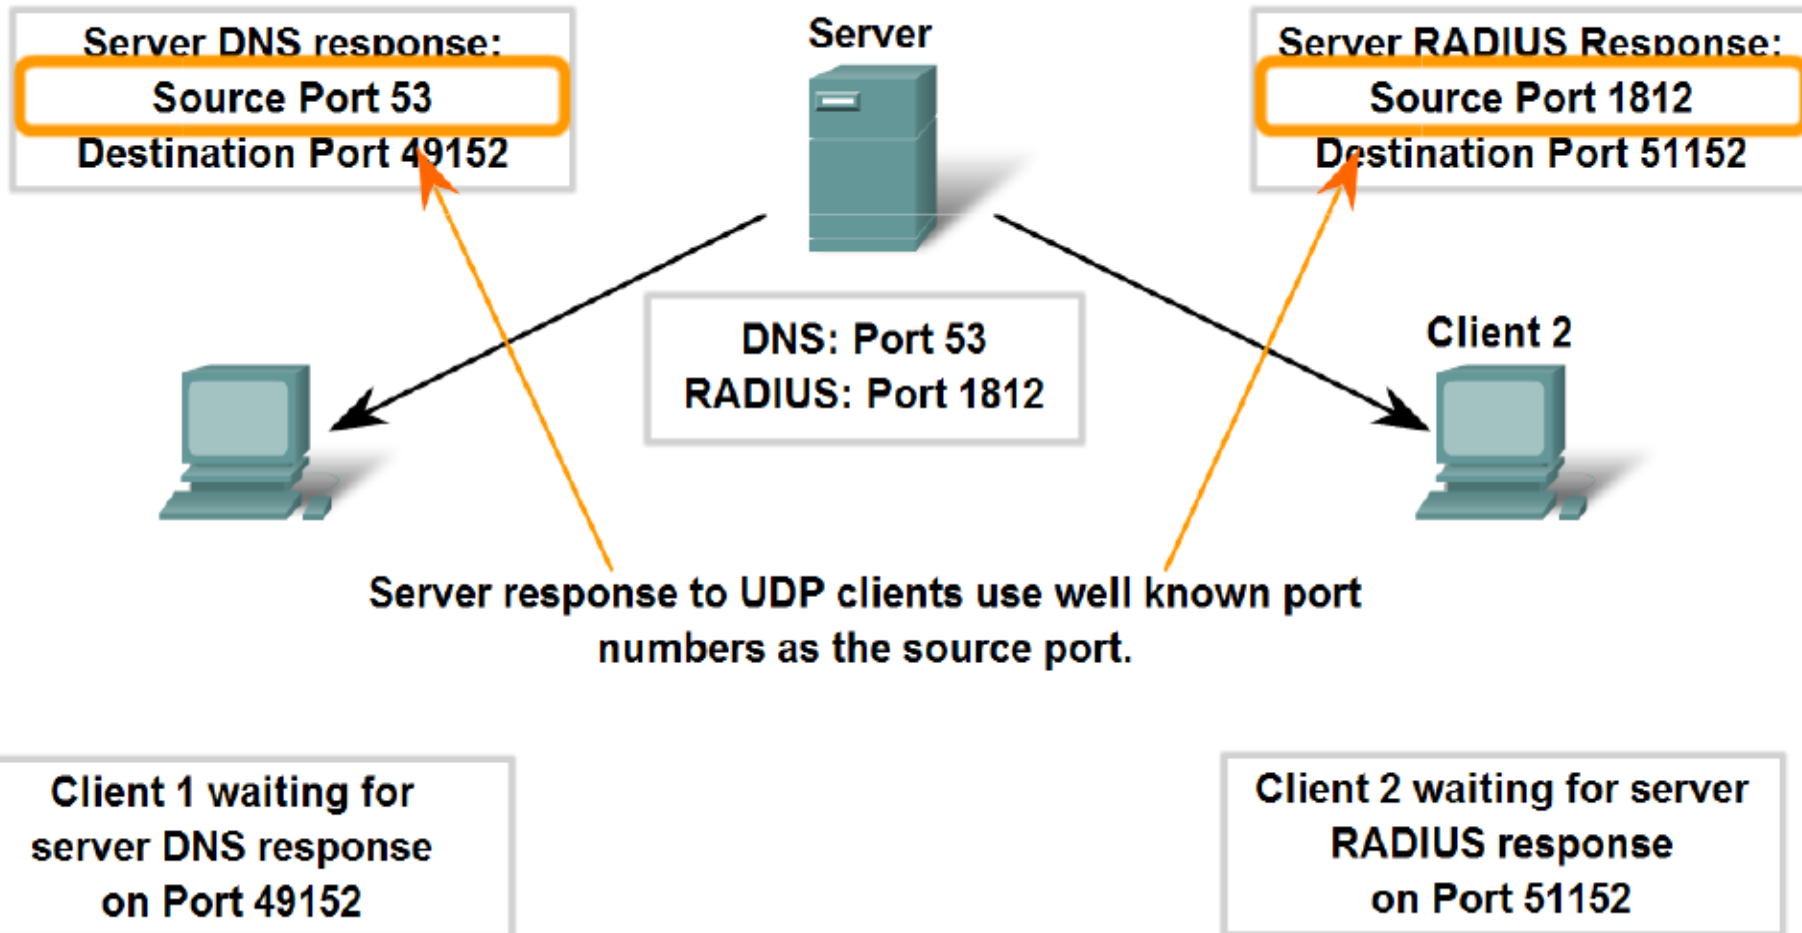 Server DNS response:
Source Port 53
Destination Port 49152
Server
Server RADIUS Response:
Source Port 1812
Destination Port 51152
DNS: Port 53
RADIUS: Port 1812
Client 2
Server response to UDP clients use well known port
numbers as the source port.
Client 1 waiting for
server DNS response
on Port 49152
Client 2 waiting for server
RADIUS response
on Port 51152